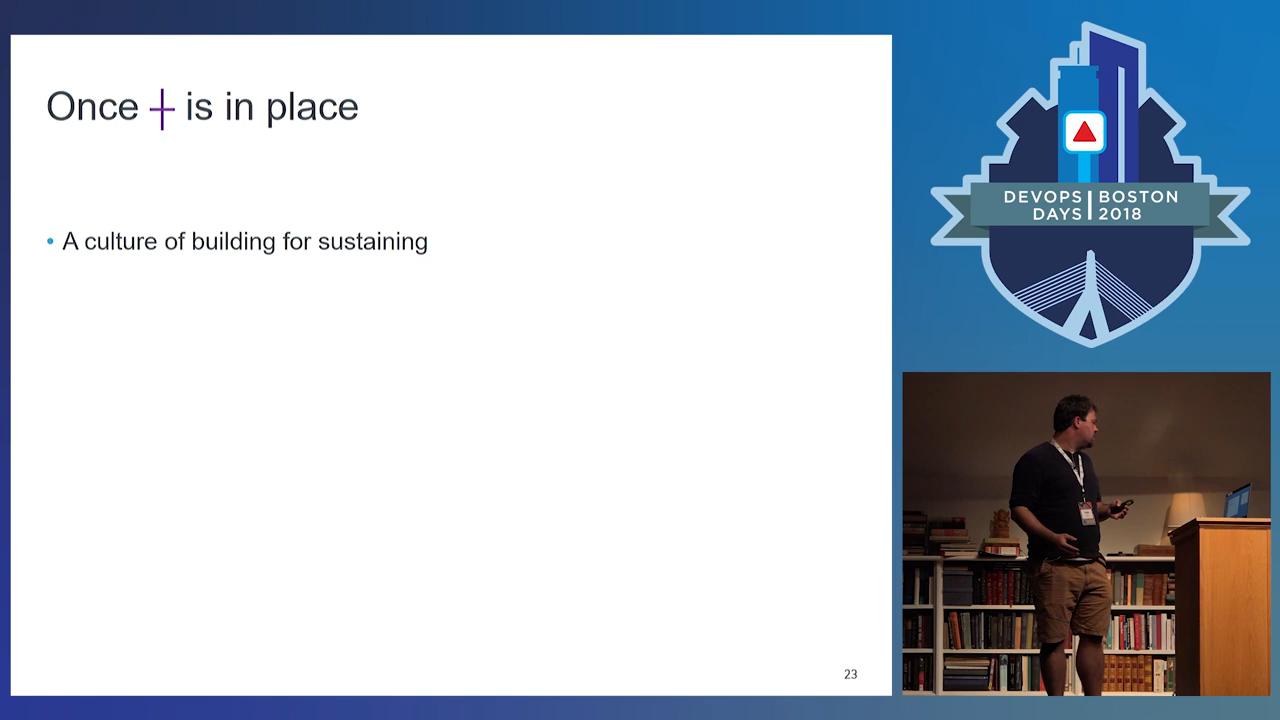 Once ┼ is in place
• A culture of building for sustaining
23
DEVOPS | BOSTON
DAYS | 2018